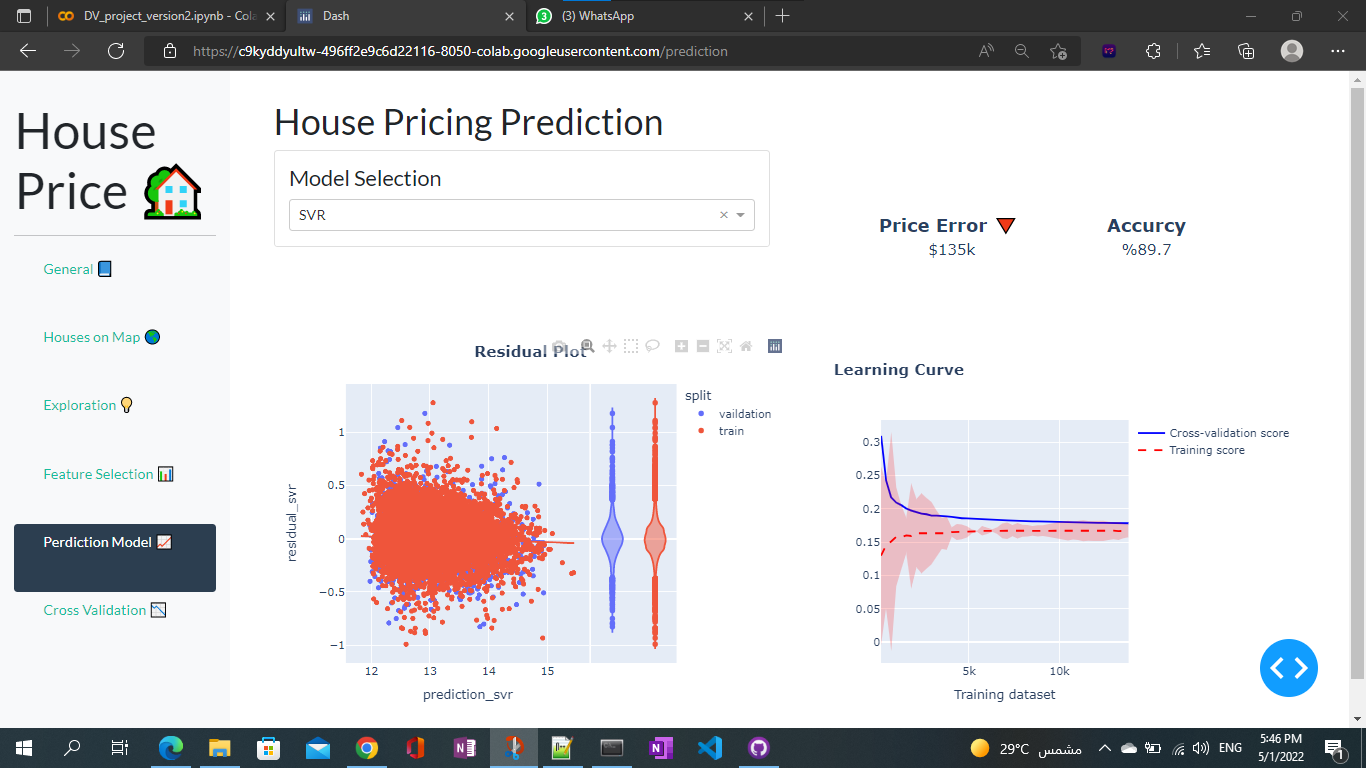 DV_project_version2.ipynb - Cola
Dash
(3) WhatsApp
https://c9kyddyultw-496ff2e9c6d22116-8050-colab.googleusercontent.com/prediction
House
Price
General
Houses on Map
Exploration
Feature Selection
Perdiction Model
Cross Validation
House Pricing Prediction
Model Selection
SVR
Price Error
$135k
Accurcy
%89.7
Residual Plot
split
vaildation
train
1
0.5
0
−0.5
−1
residual_svr
12
13
14
15
prediction_svr
Learning Curve
Cross-validation score
Training score
0.3
0.25
0.2
0.15
0.1
0.05
0
5k
10k
Training dataset
29°C
مشمس
ENG
5:46 PM
5/1/2022
1